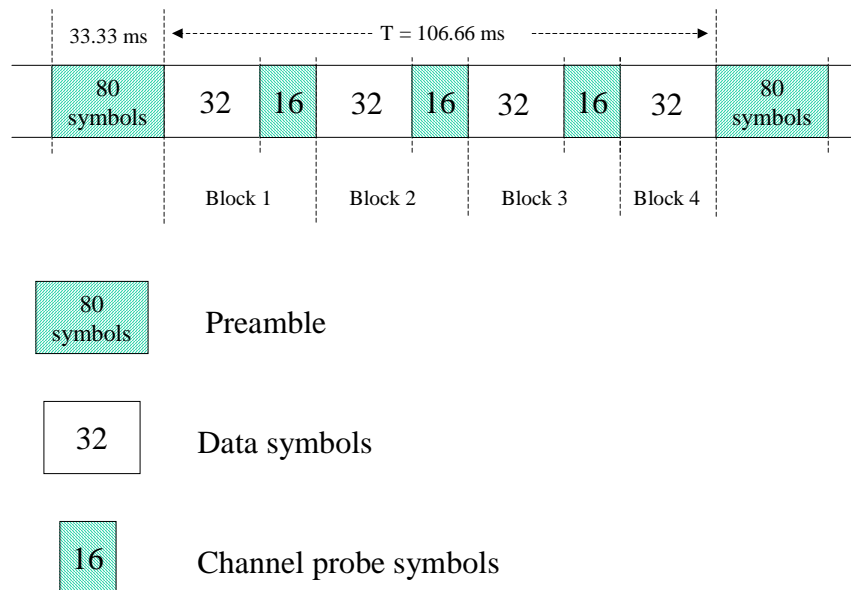 33.33 ms
T = 106.66 ms
80
symbols
32
16
32
16
32
16
32
80
symbols
Block 1
Block 2
Block 3
Block 4
80
symbols
Preamble
32
Data symbols
16
Channel probe symbols